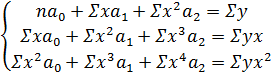 na₀ + Σxa₁ + Σx²a₂ = Σy
Σxa₀ + Σx²a₁ + Σx³a₂ = Σyx
Σx²a₀ + Σx³a₁ + Σx⁴a₂ = Σyx²